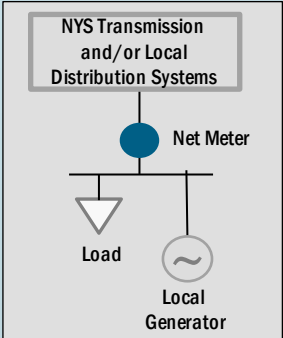 NYS Transmission
and/or Local
Distribution Systems
Net Meter
Load
Local
Generator